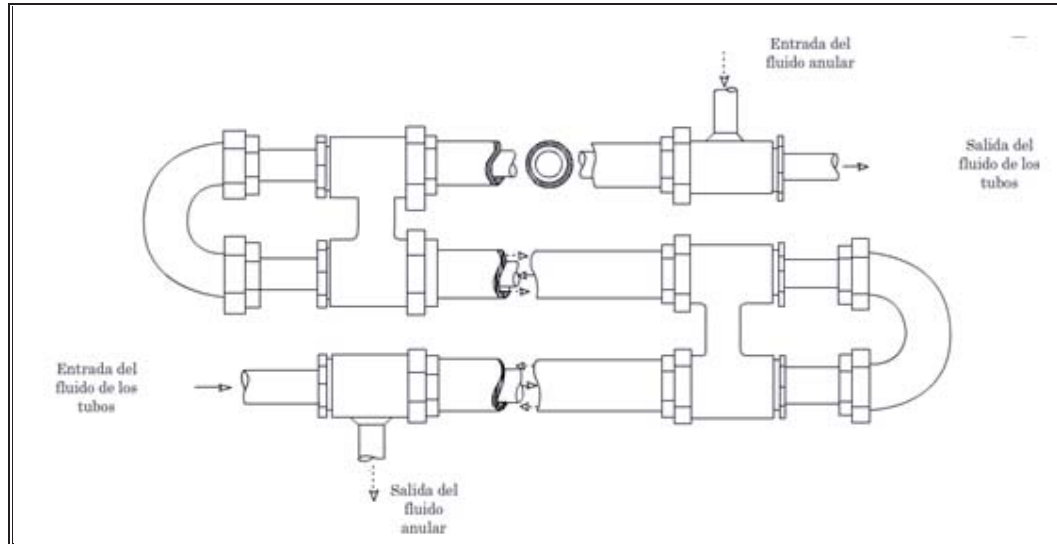 Entrada del
fluido anular
Salida del
fluido de los
tubos
Entrada del
fluido de los
tubos
Salida del
fluido
anular